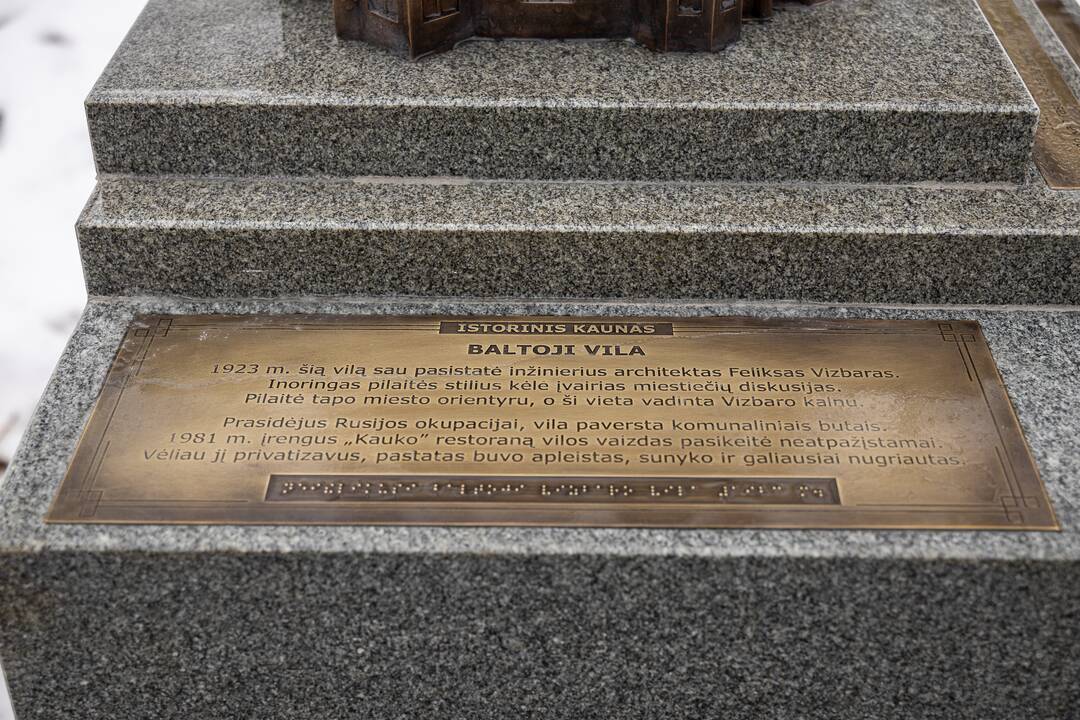 ISTORINIS KAUNAS
BALTOJI VILA
1923 m. šią vilą sau pasistatė inžinierius architektas Feliksas Vizbaras.
Inoringas pilaitės stilius kėlė įvairias miestiečių diskusijas.
Pilaitė tapo miesto orientyru, o ši vieta vadinta Vizbaro kalnu.
Prasidėjus Rusijos okupacijai, vila paversta komunaliniais butais.
1981 m. įrengus „Kauko” restoraną vilos vaizdas pasikeitė neatpažįstamai.
Vėliau jį privatizavus, pastatas buvo apleistas, sunyko ir galiausiai nugriautas.